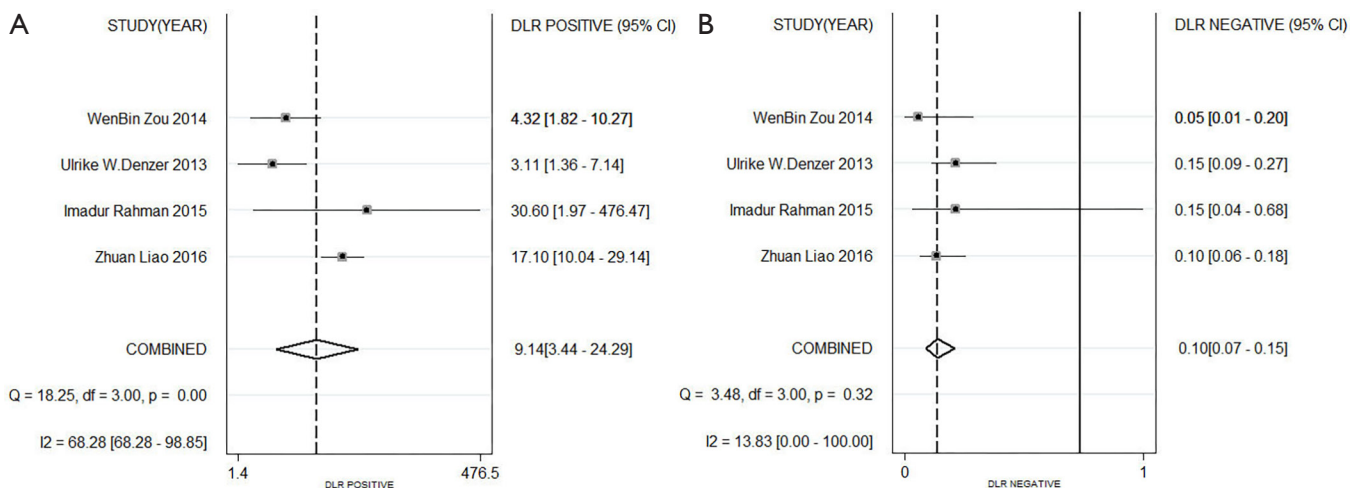 A
STUDY(YEAR)
DLR POSITIVE (95% CI)
WenBin Zou 2014
4.32 [1.82 - 10.27]
Ulrike W.Denzer 2013
3.11 [1.36 - 7.14]
Imadur Rahman 2015
30.60 [1.97 - 476.47]
Zhuan Liao 2016
17.10 [10.04 - 29.14]
COMBINED
9.14[3.44 - 24.29]
Q = 18.25, df = 3.00, p = 0.00
I2 = 68.28 [68.28 - 98.85]
1.4
476.5
DLR POSITIVE
B
STUDY(YEAR)
DLR NEGATIVE (95% CI)
WenBin Zou 2014
0.05 [0.01 - 0.20]
Ulrike W.Denzer 2013
0.15 [0.09 - 0.27]
Imadur Rahman 2015
0.15 [0.04 - 0.68]
Zhuan Liao 2016
0.10 [0.06 - 0.18]
COMBINED
0.10[0.07 - 0.15]
Q = 3.48, df = 3.00, p = 0.32
I2 = 13.83 [0.00 - 100.00]
0
1
DLR NEGATIVE